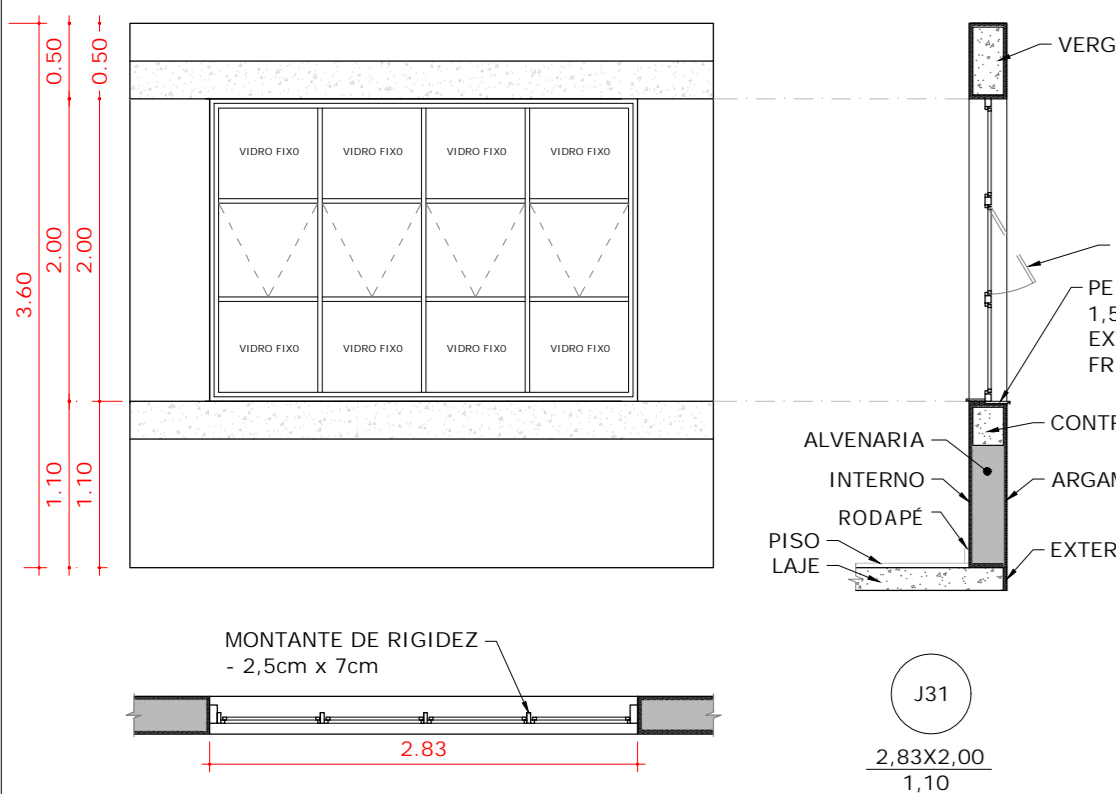 0.50
0.50
VERG
VIDRO FIXO
VIDRO FIXO
VIDRO FIXO
VIDRO FIXO
3.60
2.00
2.00
PE
1,5
EX
FR
VIDRO FIXO
VIDRO FIXO
VIDRO FIXO
VIDRO FIXO
1.10
1.10
CONTR
ALVENARIA
INTERNO
ARGAM
RODAPÉ
PISO
LAJE
EXTER
MONTANTE DE RIGIDEZ
- 2,5cm x 7cm
2.83
J31
2,83X2,00
1,10